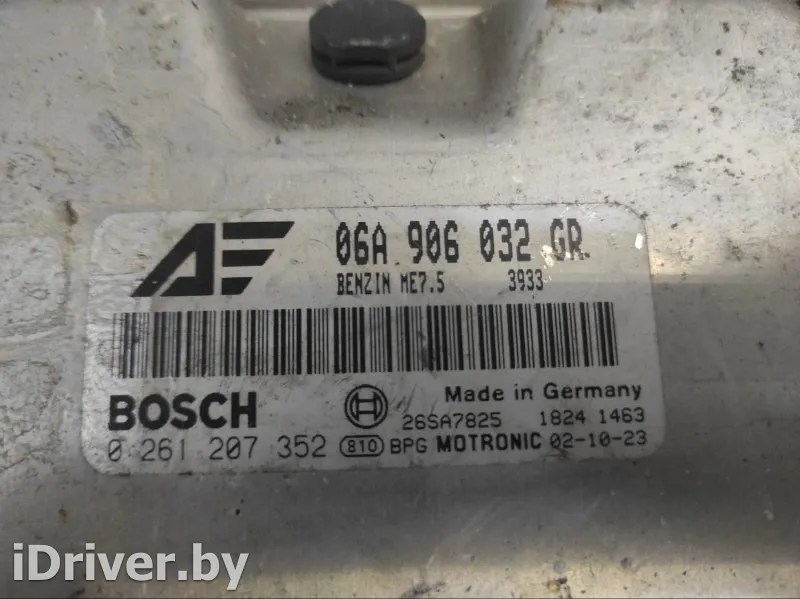 AE 06A 906 032 GR.
BENZIN ME7.5 3933
BOSCH Made in Germany
26SA7825 1824 1463
0 261 207 352 810 BPG MOTRONIC 02-10-23
iDriver.by